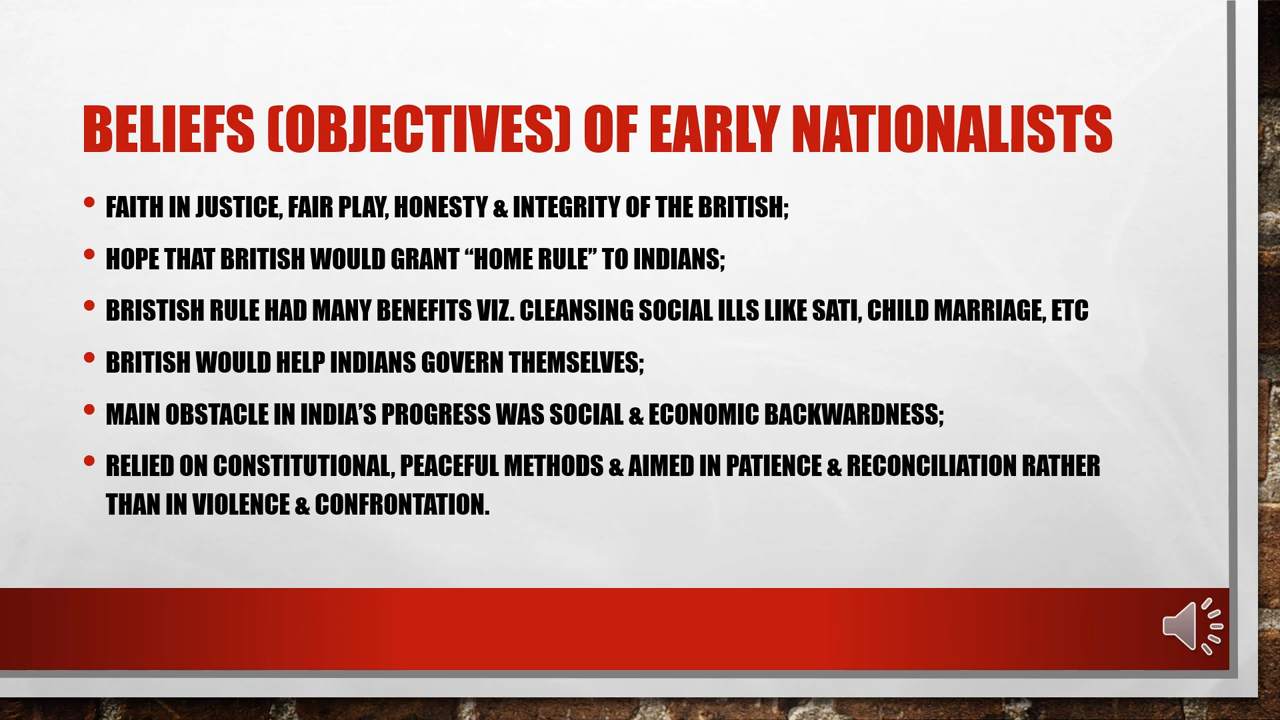 BELIEFS (OBJECTIVES) OF EARLY NATIONALISTS
• FAITH IN JUSTICE, FAIR PLAY, HONESTY & INTEGRITY OF THE BRITISH;
• HOPE THAT BRITISH WOULD GRANT “HOME RULE” TO INDIANS;
• BRISTISH RULE HAD MANY BENEFITS VIZ. CLEANSING SOCIAL ILLS LIKE SATI, CHILD MARRIAGE, ETC
• BRITISH WOULD HELP INDIANS GOVERN THEMSELVES;
• MAIN OBSTACLE IN INDIA’S PROGRESS WAS SOCIAL & ECONOMIC BACKWARDNESS;
• RELIED ON CONSTITUTIONAL, PEACEFUL METHODS & AIMED IN PATIENCE & RECONCILIATION RATHER
THAN IN VIOLENCE & CONFRONTATION.